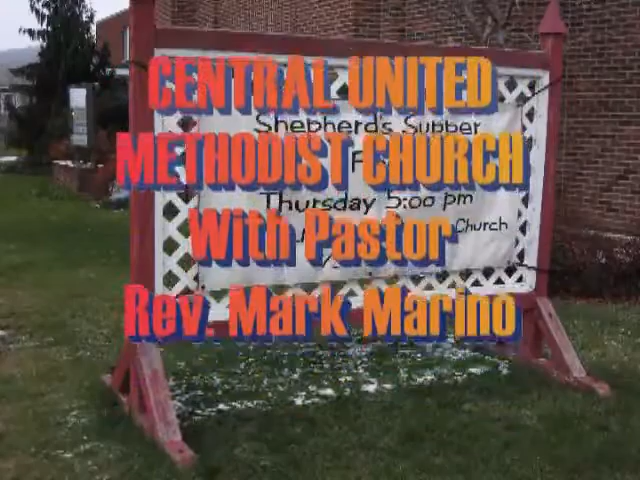 CENTRAL UNITED
Shepherd's Supper
METHODIST CHURCH
Thursday 5:00 pm
With Pastor
Church
Rev. Mark Marino